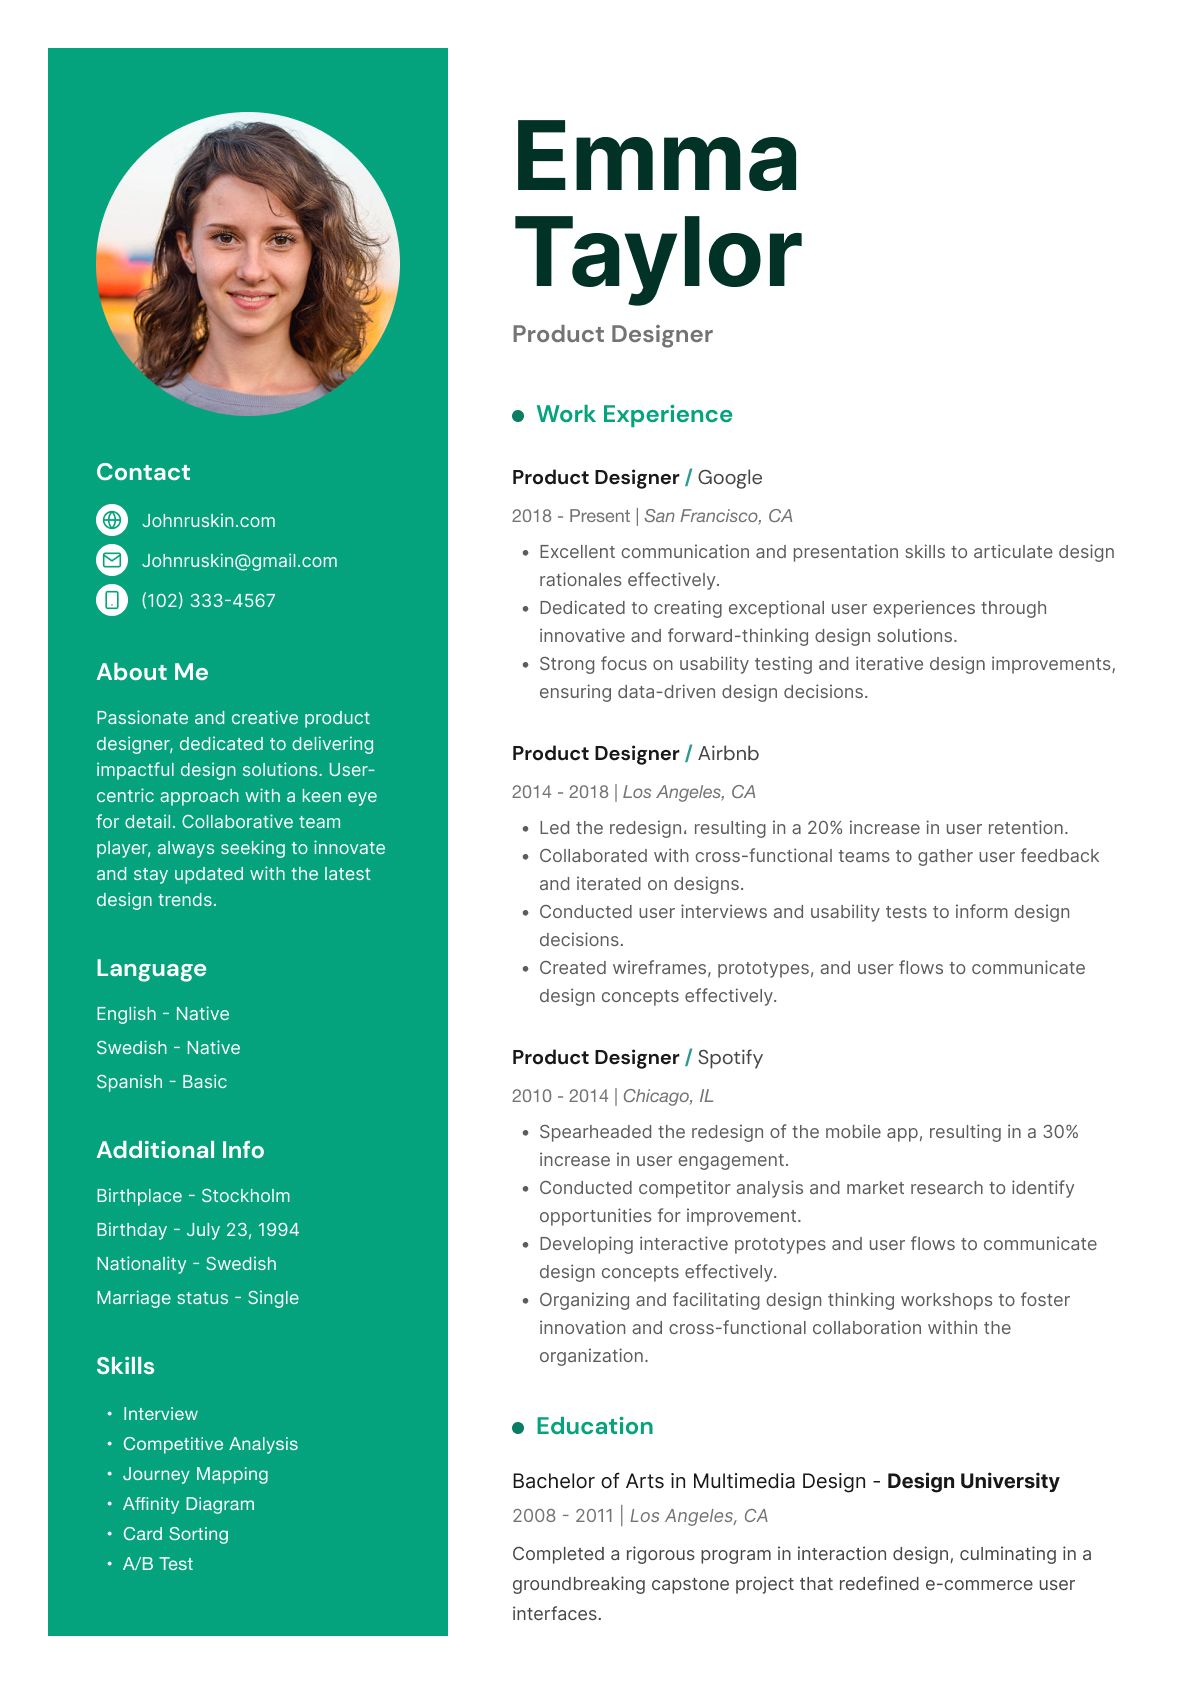 Emma
Taylor
Product Designer
Contact
Johnruskin.com
Johnruskin@gmail.com
(102) 333-4567
About Me
Passionate and creative product
designer, dedicated to delivering
impactful design solutions. User-
centric approach with a keen eye
for detail. Collaborative team
player, always seeking to innovate
and stay updated with the latest
design trends.
Language
English - Native
Swedish - Native
Spanish - Basic
Additional Info
Birthplace - Stockholm
Birthday - July 23, 1994
Nationality - Swedish
Marriage status - Single
Skills
• Interview
• Competitive Analysis
• Journey Mapping
• Affinity Diagram
• Card Sorting
• A/B Test
Work Experience
Product Designer / Google
2018 - Present | San Francisco, CA
• Excellent communication and presentation skills to articulate design
rationales effectively.
• Dedicated to creating exceptional user experiences through
innovative and forward-thinking design solutions.
• Strong focus on usability testing and iterative design improvements,
ensuring data-driven design decisions.
Product Designer / Airbnb
2014 - 2018 | Los Angeles, CA
• Led the redesign. resulting in a 20% increase in user retention.
• Collaborated with cross-functional teams to gather user feedback
and iterated on designs.
• Conducted user interviews and usability tests to inform design
decisions.
• Created wireframes, prototypes, and user flows to communicate
design concepts effectively.
Product Designer / Spotify
2010 - 2014 | Chicago, IL
• Spearheaded the redesign of the mobile app, resulting in a 30%
increase in user engagement.
• Conducted competitor analysis and market research to identify
opportunities for improvement.
• Developing interactive prototypes and user flows to communicate
design concepts effectively.
• Organizing and facilitating design thinking workshops to foster
innovation and cross-functional collaboration within the
organization.
Education
Bachelor of Arts in Multimedia Design - Design University
2008 - 2011 | Los Angeles, CA
Completed a rigorous program in interaction design, culminating in a
groundbreaking capstone project that redefined e-commerce user
interfaces.